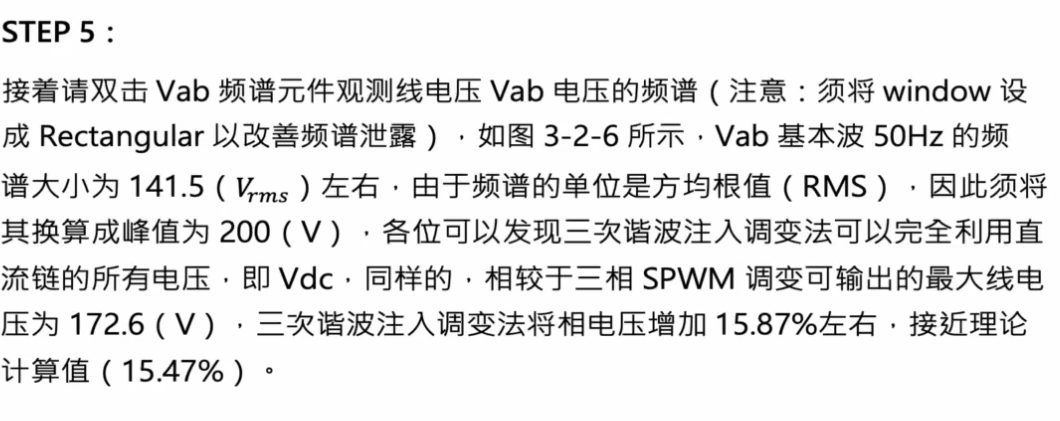 STEP 5：
接着请双击 Vab 频谱元件观测线电压 Vab 电压的频谱（注意：须将 window 设
成 Rectangular 以改善频谱泄露），如图 3-2-6 所示，Vab 基本波 50Hz 的频
谱大小为 141.5（Vrms）左右，由于频谱的单位是方均根值（RMS），因此须将
其换算成峰值为 200（V），各位可以发现三次谐波注入调变法可以完全利用直
流链的所有电压，即 Vdc，同样的，相较于三相 SPWM 调变可输出的最大线电
压为 172.6（V），三次谐波注入调变法将相电压增加 15.87%左右，接近理论
计算值（15.47%）。